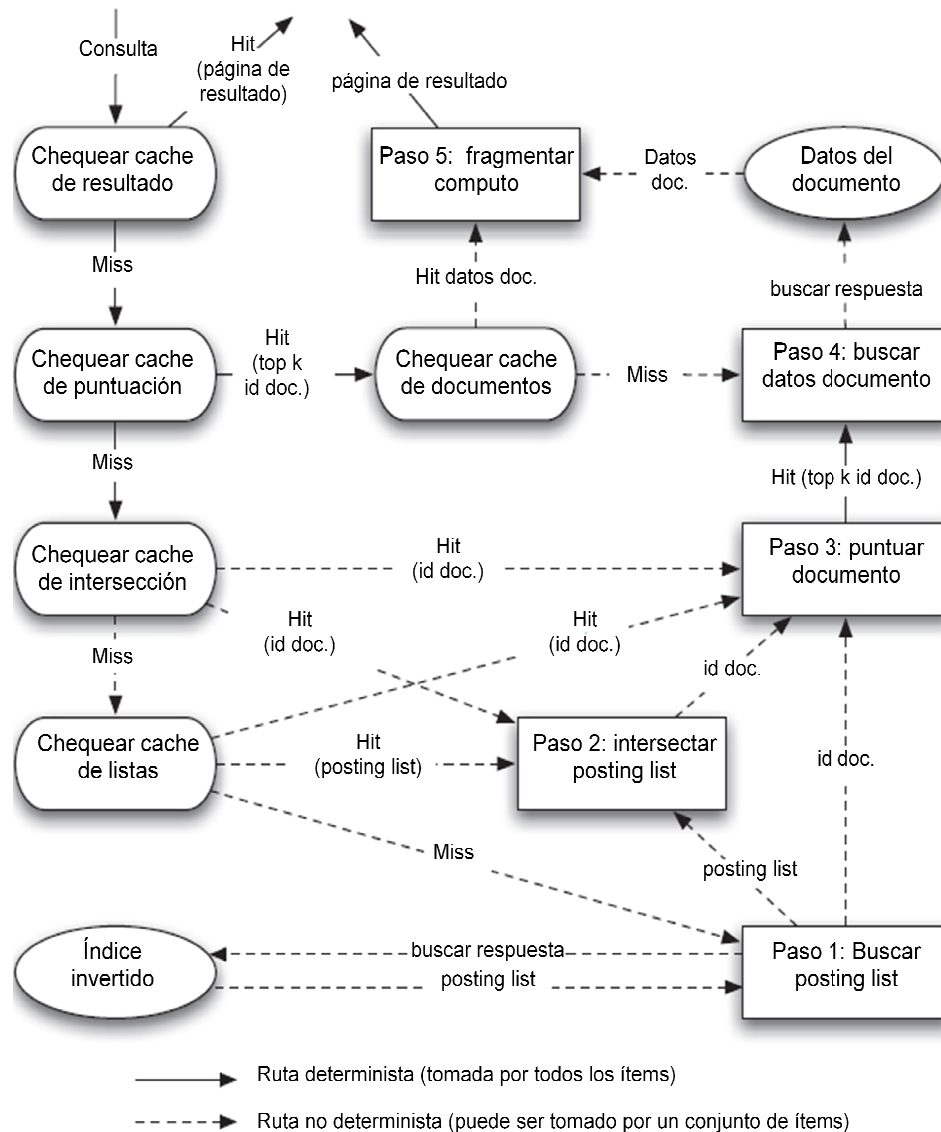 Consulta
Hit
(página de
resultado)
página de resultado
Chequear cache
de resultado
Paso 5: fragmentar
computo
Datos
doc.
Datos del
documento
Miss
Hit datos doc.
buscar respuesta
Chequear cache
de puntuación
Hit
(top k
id doc.)
Chequear cache
de documentos
Miss
Paso 4: buscar
datos documento
Miss
Hit (top k id doc.)
Chequear cache
de intersección
Hit
(id doc.)
Paso 3: puntuar
documento
Hit
(id doc.)
Hit
(id doc.)
Miss
id doc.
Chequear cache
de listas
Hit
(posting list)
Paso 2: intersectar
posting list
id doc.
Miss
posting list
Índice
invertido
buscar respuesta
posting list
Paso 1: Buscar
posting list
Ruta determinista (tomada por todos los ítems)
Ruta no determinista (puede ser tomado por un conjunto de ítems)